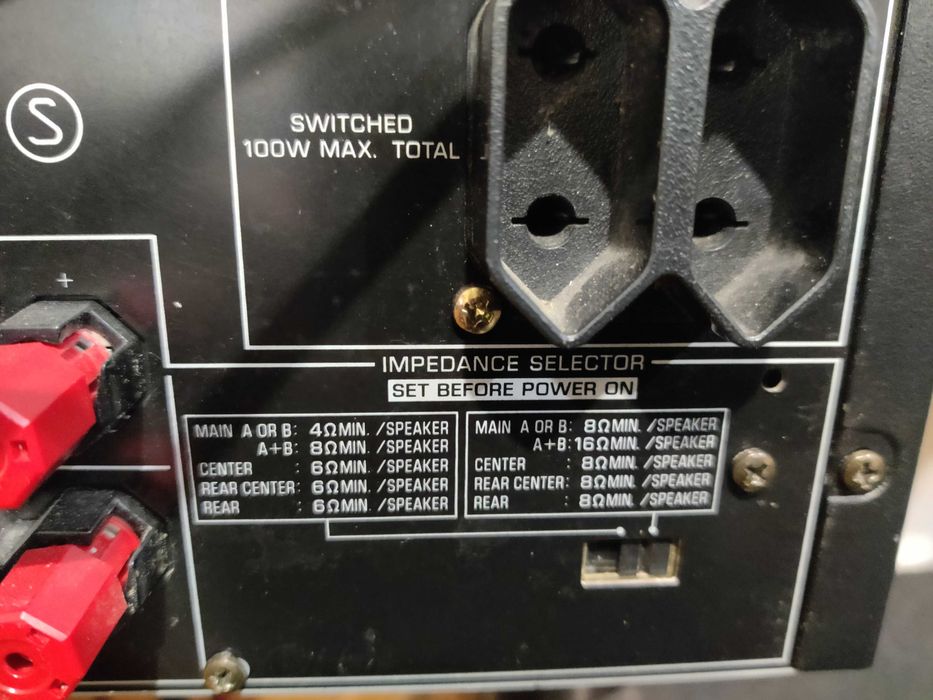 S
SWITCHED
100W MAX. TOTAL
+
IMPEDANCE SELECTOR
SET BEFORE POWER ON
MAIN A OR B: 4ΩMIN. /SPEAKER
A+B: 8ΩMIN. /SPEAKER
CENTER : 6ΩMIN. /SPEAKER
REAR CENTER: 6ΩMIN. /SPEAKER
REAR : 6ΩMIN. /SPEAKER
MAIN A OR B: 8ΩMIN. /SPEAKER
A+B: 16ΩMIN. /SPEAKER
CENTER : 8ΩMIN. /SPEAKER
REAR CENTER: 8ΩMIN. /SPEAKER
REAR : 8ΩMIN. /SPEAKER